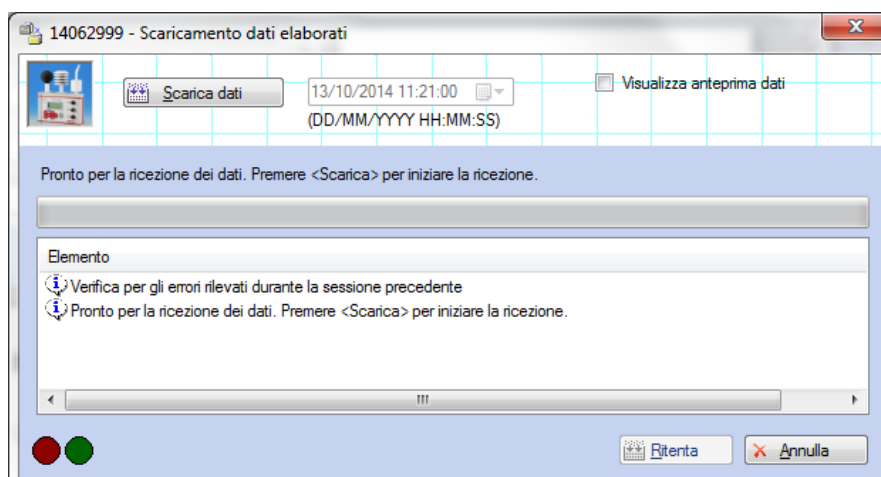 14062999 - Scaricamento dati elaborati
Scarica dati
13/10/2014 11:21:00
Visualizza anteprima dati
(DD/MM/YYYY HH:MM:SS)
Pronto per la ricezione dei dati. Premere <Scarica> per iniziare la ricezione.
Elemento
Verifica per gli errori rilevati durante la sessione precedente
Pronto per la ricezione dei dati. Premere <Scarica> per iniziare la ricezione.
Ritenta
Annulla